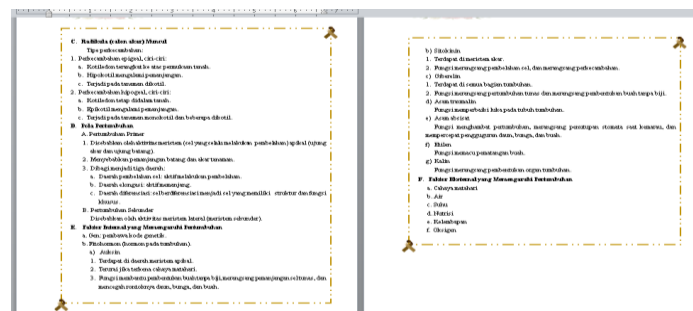 C. Radikula (calon akar) Muncul
Tipe perkecambahan:
1. Perkecambahan epigeal, ciri-ciri:
a. Kotiledon terangkat ke atas permukaan tanah.
b. Hipokotil mengalami pemanjangan.
c. Terjadi pada tanaman dikotil.
2. Perkecambahan hipogeal, ciri-ciri:
a. Kotiledon tetap didalam tanah.
b. Epikotil mengalami pemanjangan.
c. Terjadi pada tanaman monokotil dan beberapa dikotil.
D. Pola Pertumbuhan
A. Pertumbuhan Primer
1. Disebabkan oleh aktivitas meristem (sel yang selalu melakukan pembelahan) apikal (ujung
akar dan ujung batang).
2. Menyebabkan pemanjangan batang dan akar tanaman.
3. Dibagi menjadi tiga daerah:
a. Daerah pembelahan sel: aktif melakukan pembelahan.
b. Daerah elongasi: aktif memanjang.
c. Daerah diferensiasi: sel berdiferensiasi menjadi sel yang memiliki struktur dan fungsi
khusus.
B. Pertumbuhan Sekunder
Disebabkan oleh aktivitas meristem lateral (meristem sekunder).
E. Faktor Internal yang Memengaruhi Pertumbuhan
a. Gen: pembawa kode genetik.
b. Fitohormon (hormon pada tumbuhan).
a) Auksin
1. Terdapat di daerah meristem apikal.
2. Terurai jika terkena cahaya matahari.
3. Fungsi membantu pembentukan buah tanpa biji, merangsang pemanjangan sel tunas, dan
mencegah rontoknya daun, bunga, dan buah.
b) Sitokinin
1. Terdapat di meristem akar.
2. Fungsi merangsang pembelahan sel, dan merangsang perkecambahan.
c) Giberelin
1. Terdapat di semua bagian tumbuhan.
2. Fungsi merangsang pertumbuhan tunas dan merangsang pembentukan buah tanpa biji.
d) Asam traumalin
Fungsi memperbaiki luka pada tubuh tumbuhan.
e) Asam absisat
Fungsi menghambat pertumbuhan, merangsang penutupan stomata saat kemarau, dan
mempercepat pengguguran daun, bunga, dan buah.
f) Etilen
Fungsi memacu pematangan buah.
g) Kalin
Fungsi merangsang pembentukan organ tumbuhan.
F. Faktor Eksternal yang Memengaruhi Pertumbuhan
a. Cahaya matahari
b. Air
c. Suhu
d. Nutrisi
e. Kelembapan
f. Oksigen